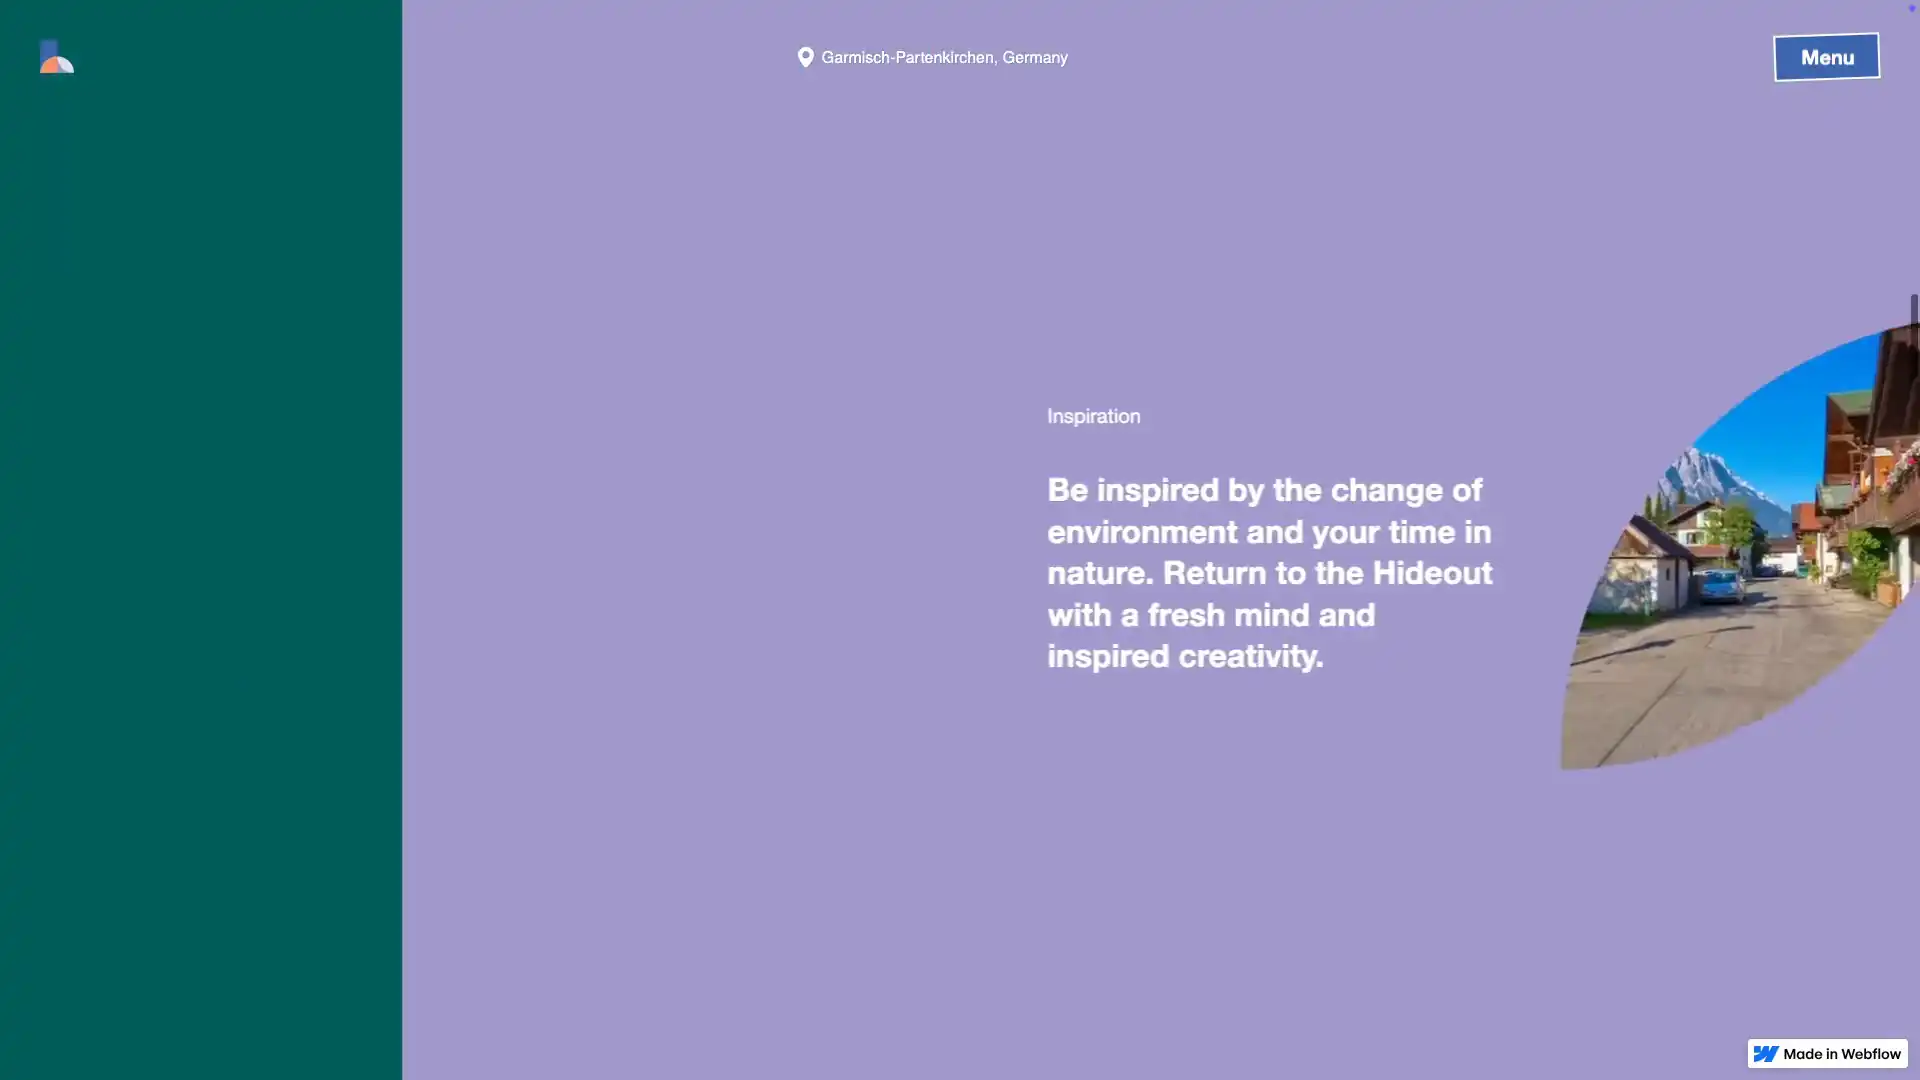 Garmisch-Partenkirchen, Germany
Menu
Inspiration
Be inspired by the change of
environment and your time in
nature. Return to the Hideout
with a fresh mind and
inspired creativity.
Made in Webflow